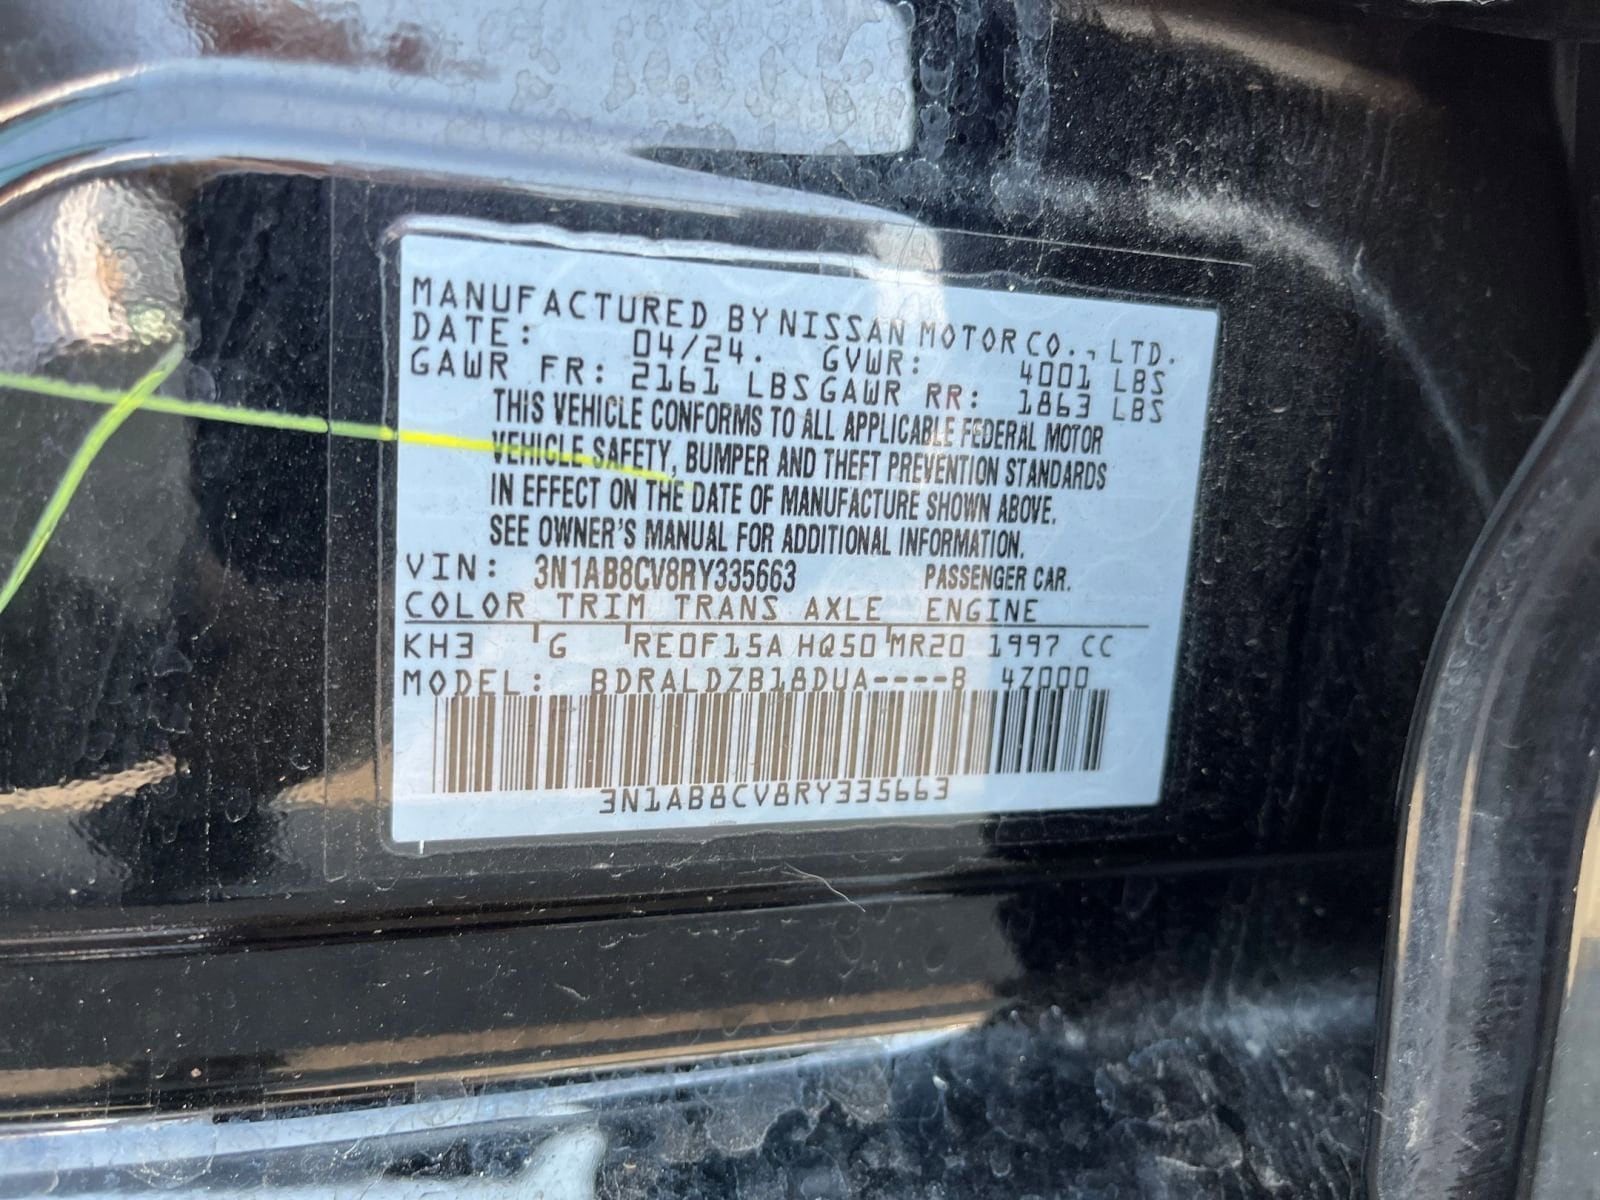 MANUFACTURED BY NISSAN MOTOR CO., LTD.
DATE: 04/24. GVWR: 4001 LBS
GAWR FR: 2161 LBS GAWR RR: 1863 LBS
THIS VEHICLE CONFORMS TO ALL APPLICABLE FEDERAL MOTOR
VEHICLE SAFETY, BUMPER AND THEFT PREVENTION STANDARDS
IN EFFECT ON THE DATE OF MANUFACTURE SHOWN ABOVE.
SEE OWNER'S MANUAL FOR ADDITIONAL INFORMATION.
VIN: 3N1AB8CV8RY335663 PASSENGER CAR.
COLOR TRIM TRANS AXLE ENGINE
KH3 G RE0F15A HQ50 MR20 1997 CC
MODEL: BDRALDZB18DUA----B 4Z000
3N1AB8CV8RY335663